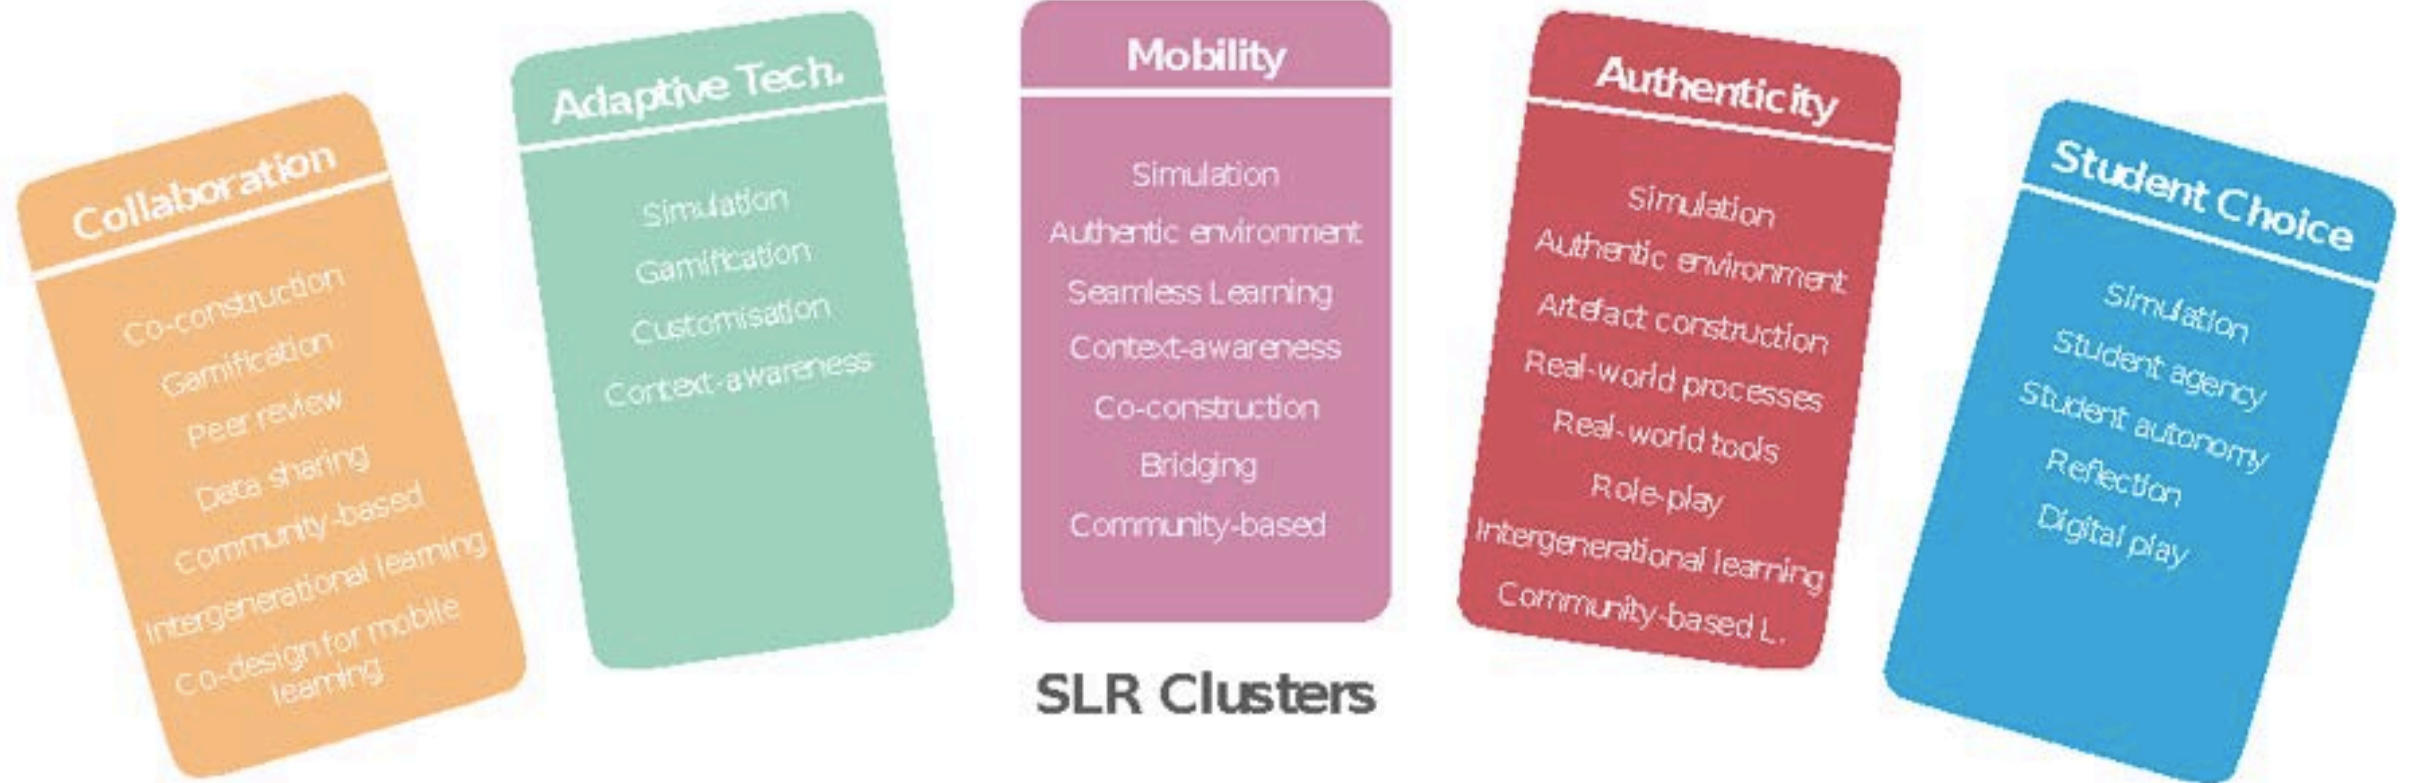 Collaboration
Co-construction
Gamification
Peer review
Data sharing
Community-based
Intergenerational learning
Co-design for mobile
learning
Adaptive Tech.
Simulation
Gamification
Customisation
Context-awareness
Mobility
Simulation
Authentic environment
Seamless Learning
Context-awareness
Co-construction
Bridging
Community-based
Authenticity
Simulation
Authentic environment
Artefact construction
Real-world processes
Real-world tools
Role-play
Intergenerational learning
Community-based L.
Student Choice
Simulation
Student agency
Student autonomy
Reflection
Digital play
SLR Clusters